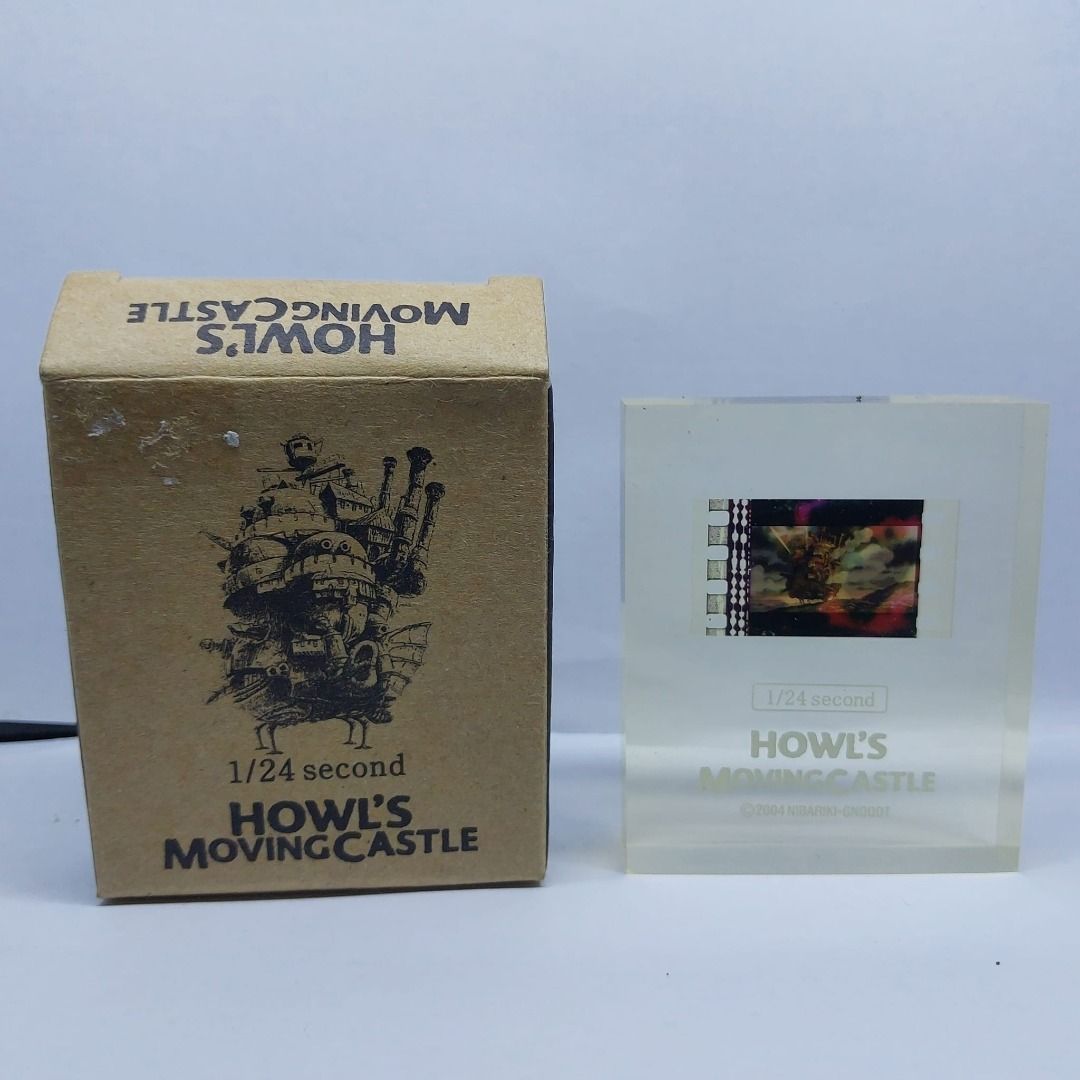 HOWL'S
MOVINGCASTLE
1/24 second
HOWL'S
MOVINGCASTLE
1/24 second
HOWL'S
MOVINGCASTLE
©2004 NIBARIKI-GNDDDT